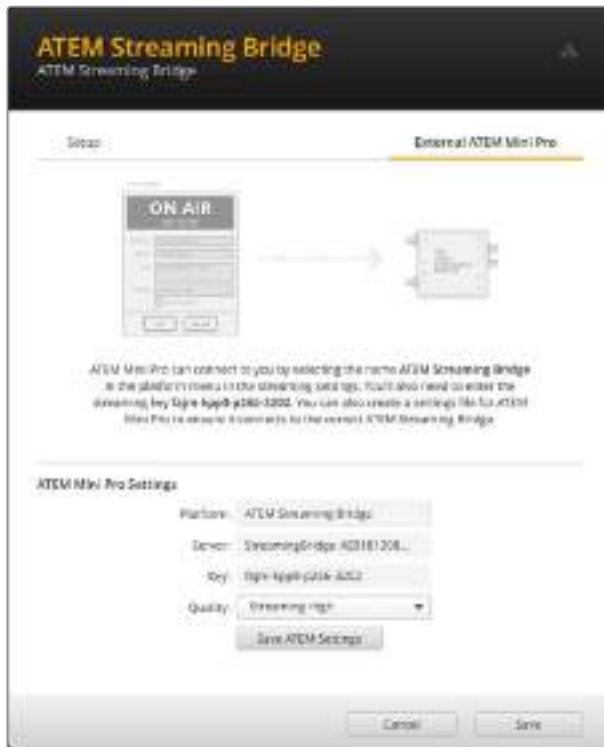 ATEM Streaming Bridge
ATEM Streaming Bridge
Setup
External ATEM Mini Pro
ON AIR
ATEM Mini Pro can connect to you by selecting the name ATEM Streaming Bridge
in the platform menu in the streaming settings. You'll also need to enter the
streaming key You can also create a settings file for ATEM
Mini Pro to ensure it connects to the correct ATEM Streaming Bridge.
ATEM Mini Pro Settings
Platform: ATEM Streaming Bridge
Server:
Key:
Quality: Streaming High
Save ATEM Settings
Cancel
Save